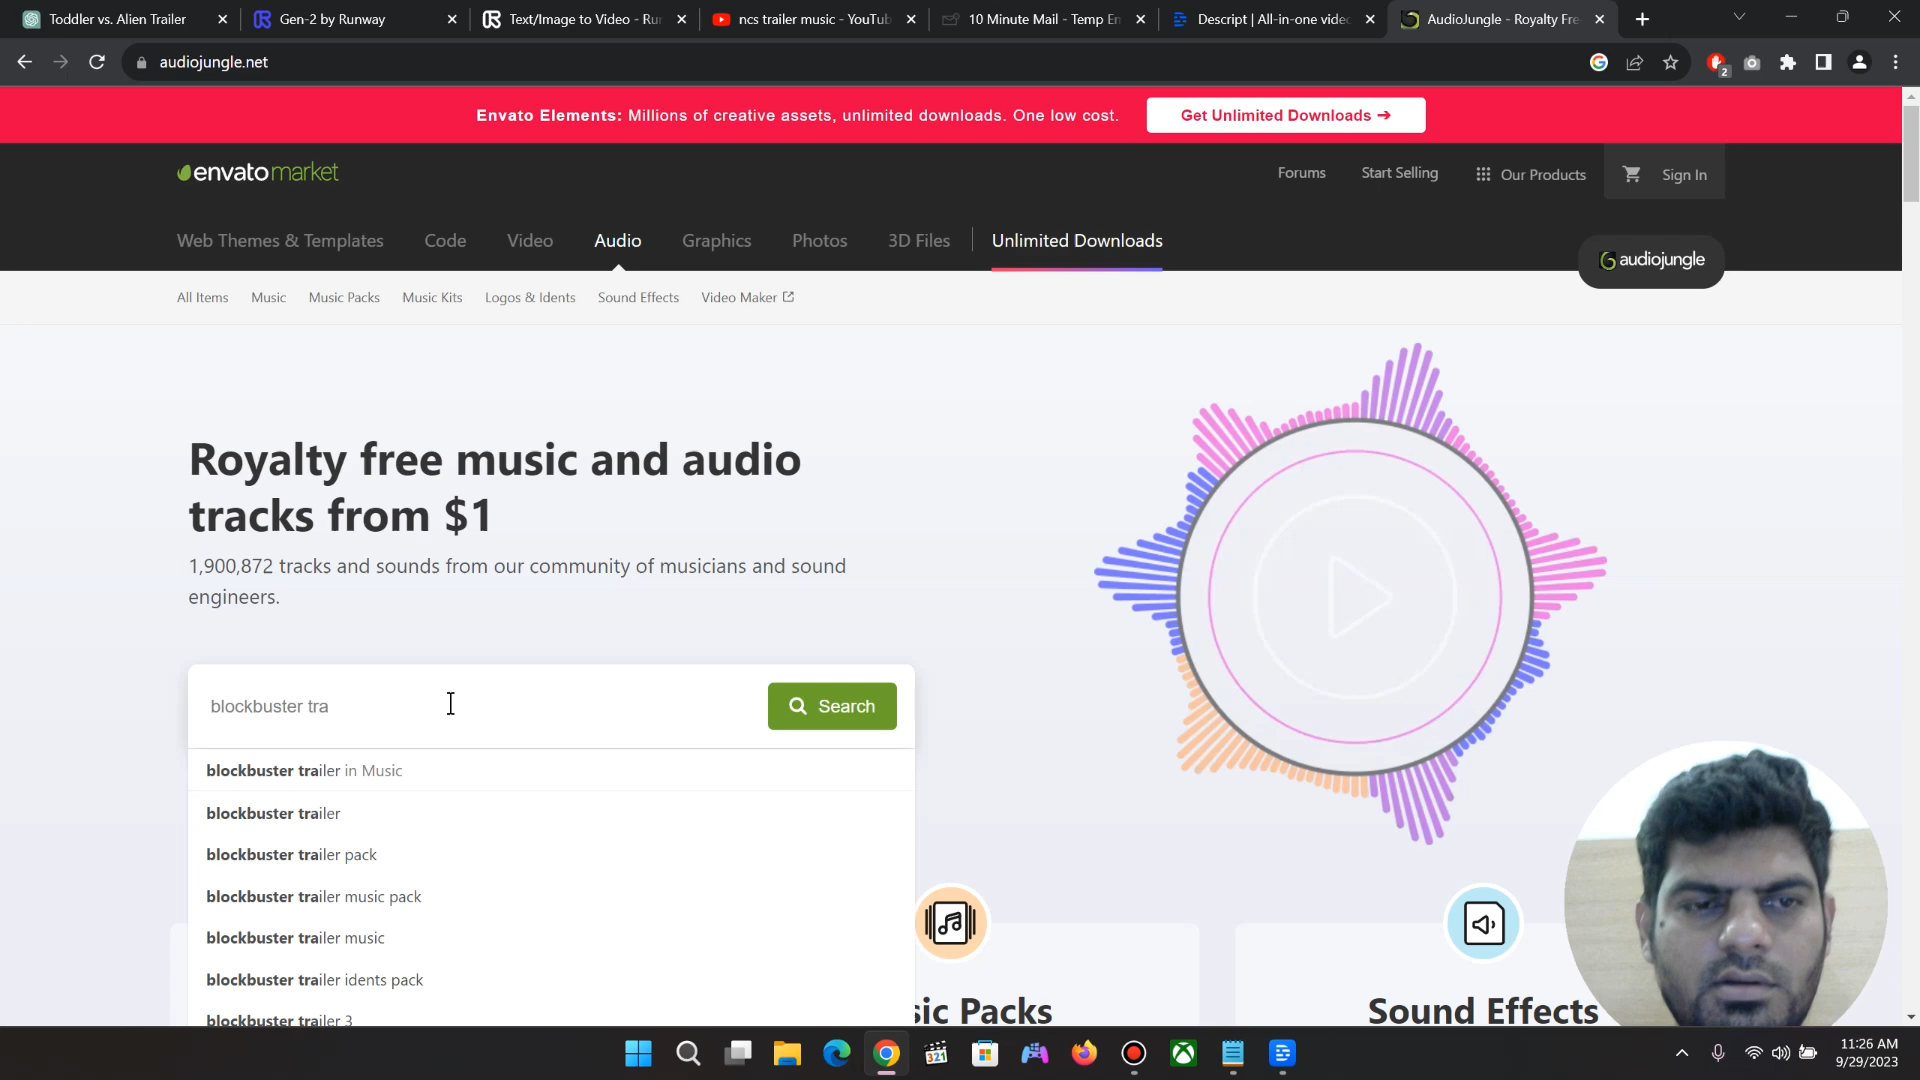 Toddler vs. Alien Trailer
Gen-2 by Runway
Text/Image to Video - Ru
ncs trailer music - YouTub
10 Minute Mail - Temp E
Descript | All-in-one vide
AudioJungle - Royalty Fre
audiojungle.net
2
Envato Elements: Millions of creative assets, unlimited downloads. One low cost.
Get Unlimited Downloads →
envatomarket
Forums
Start Selling
Our Products
Sign In
Web Themes & Templates
Code
Video
Audio
Graphics
Photos
3D Files
Unlimited Downloads
audiojungle
All Items
Music
Music Packs
Music Kits
Logos & Idents
Sound Effects
Video Maker
Royalty free music and audio
tracks from $1
1,900,872 tracks and sounds from our community of musicians and sound
engineers.
blockbuster tra
Search
blockbuster trailer in Music
blockbuster trailer
blockbuster trailer pack
blockbuster trailer music pack
blockbuster trailer music
blockbuster trailer idents pack
blockbuster trailer 3
sic Packs
Sound Effects
321
11:26 AM
9/29/2023